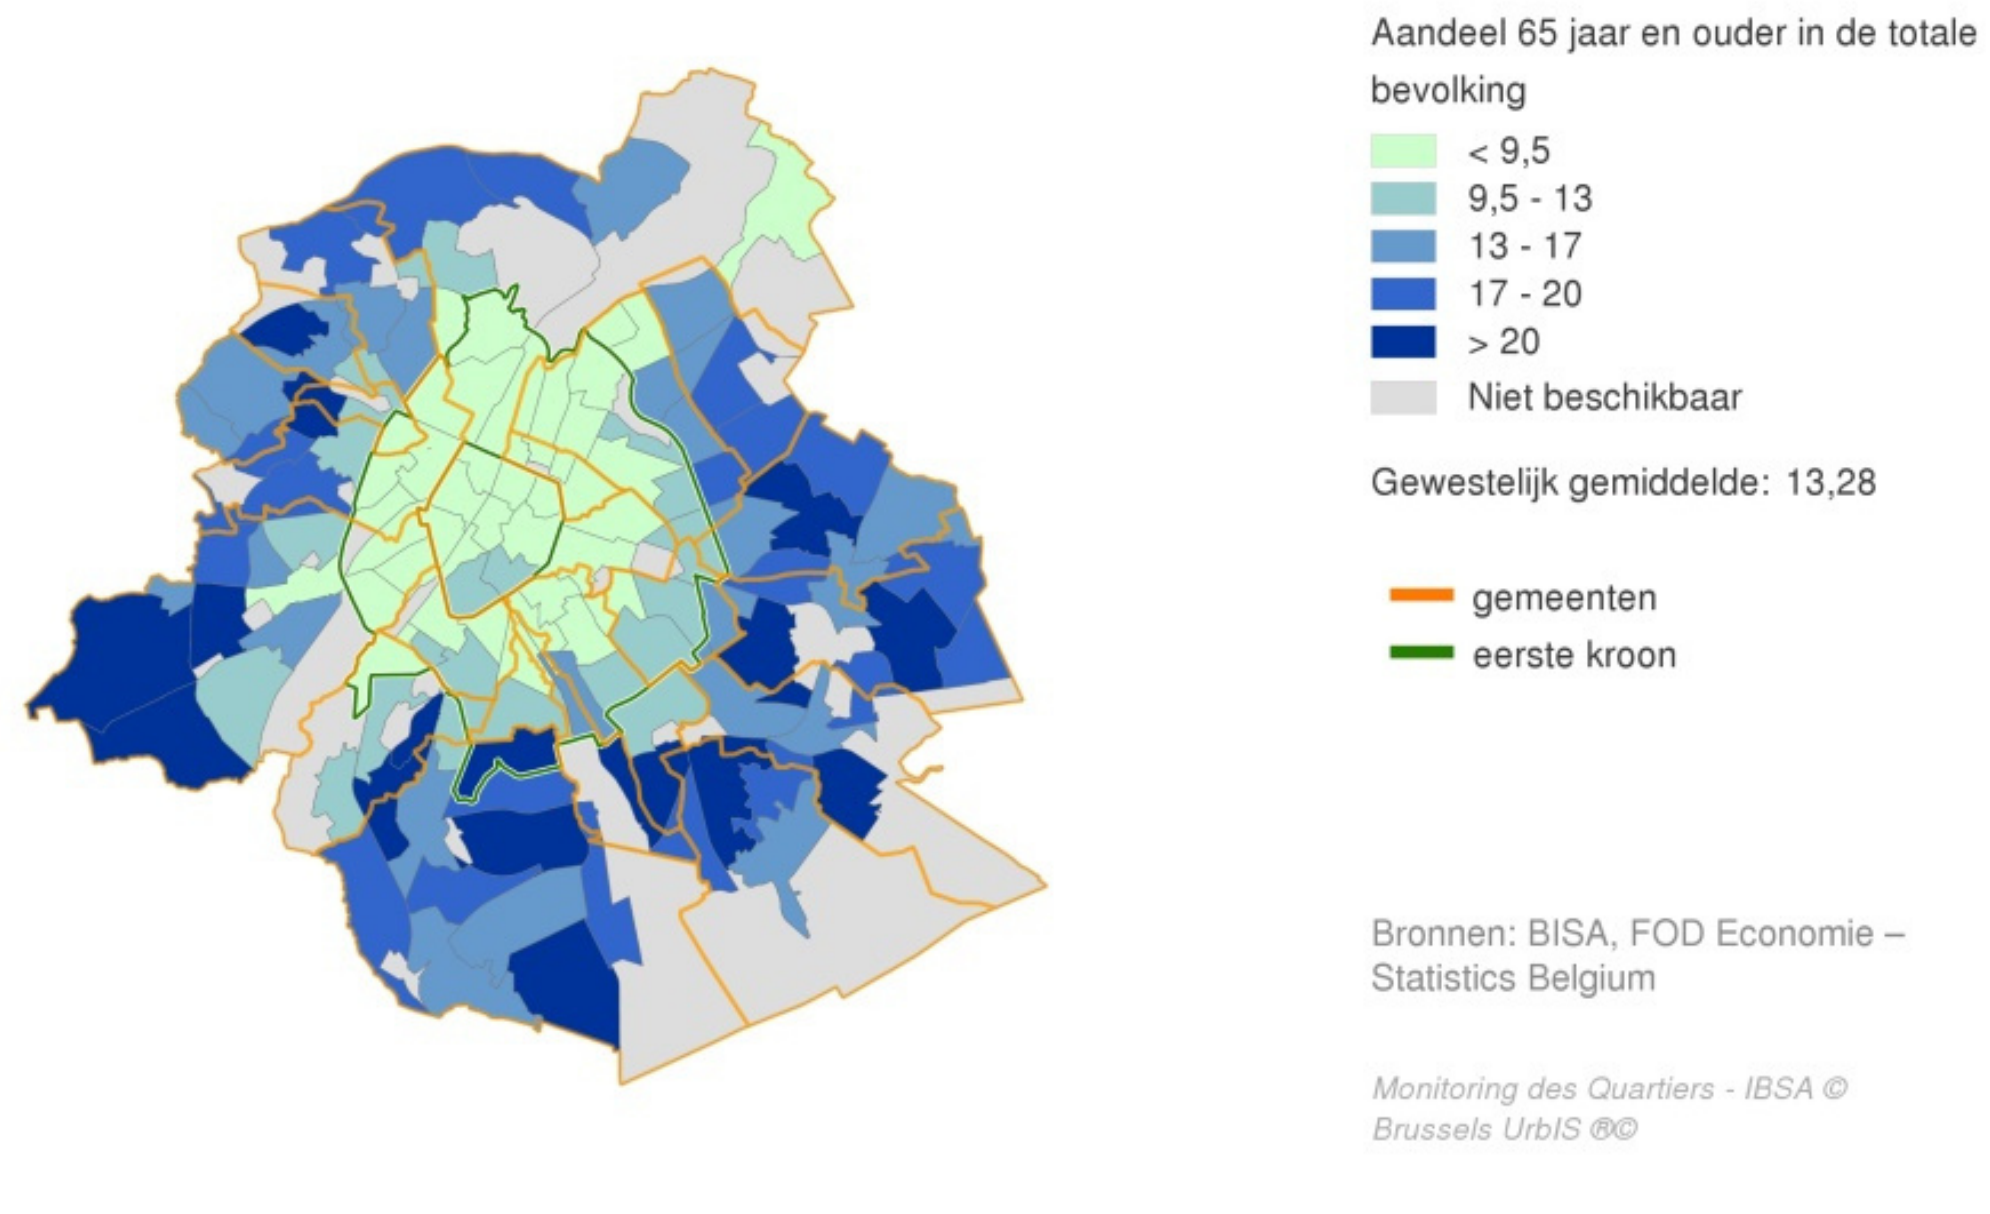 Aandeel 65 jaar en ouder in de totale
bevolking
< 9,5
9,5 - 13
13 - 17
17 - 20
> 20
Niet beschikbaar
Gewestelijk gemiddelde: 13,28
gemeenten
eerste kroon
Bronnen: BISA, FOD Economie –
Statistics Belgium
Monitoring des Quartiers - IBSA ©
Brussels UrbIS ®©